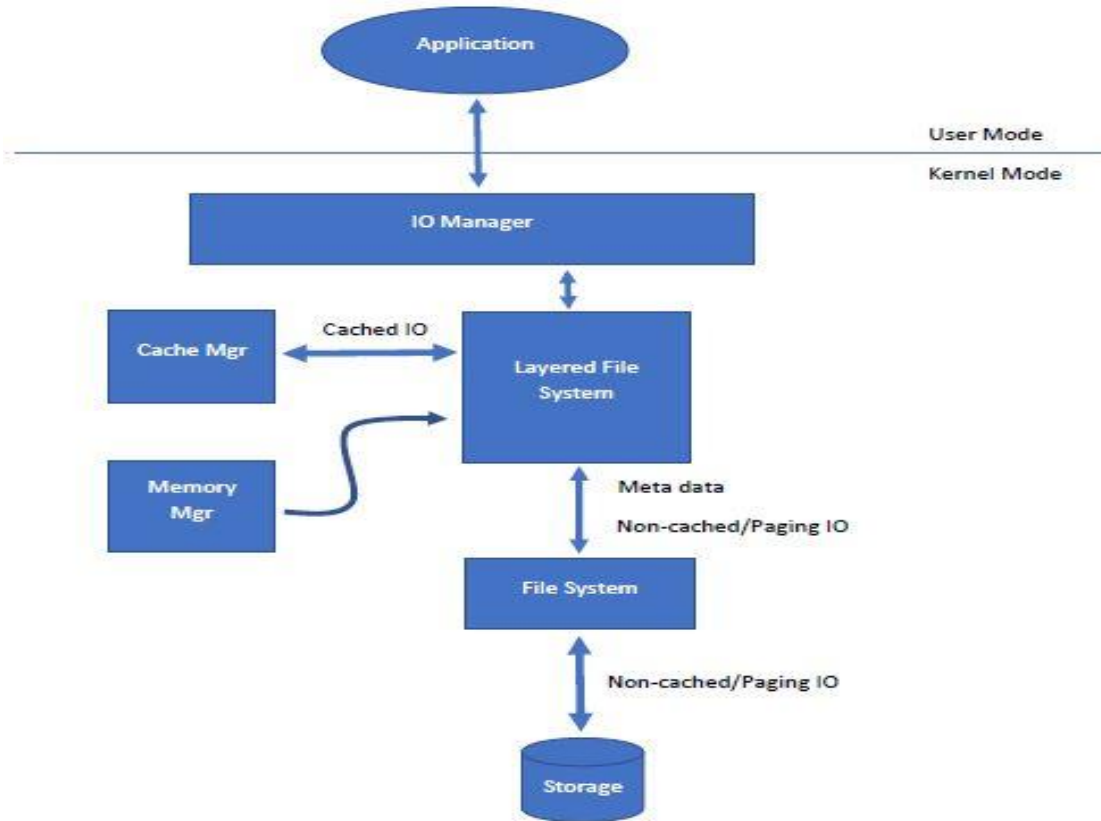 Application
User Mode
Kernel Mode
IO Manager
Cached IO
Cache Mgr
Layered File
System
Memory
Mgr
Meta data
Non-cached/Paging IO
File System
Non-cached/Paging IO
Storage